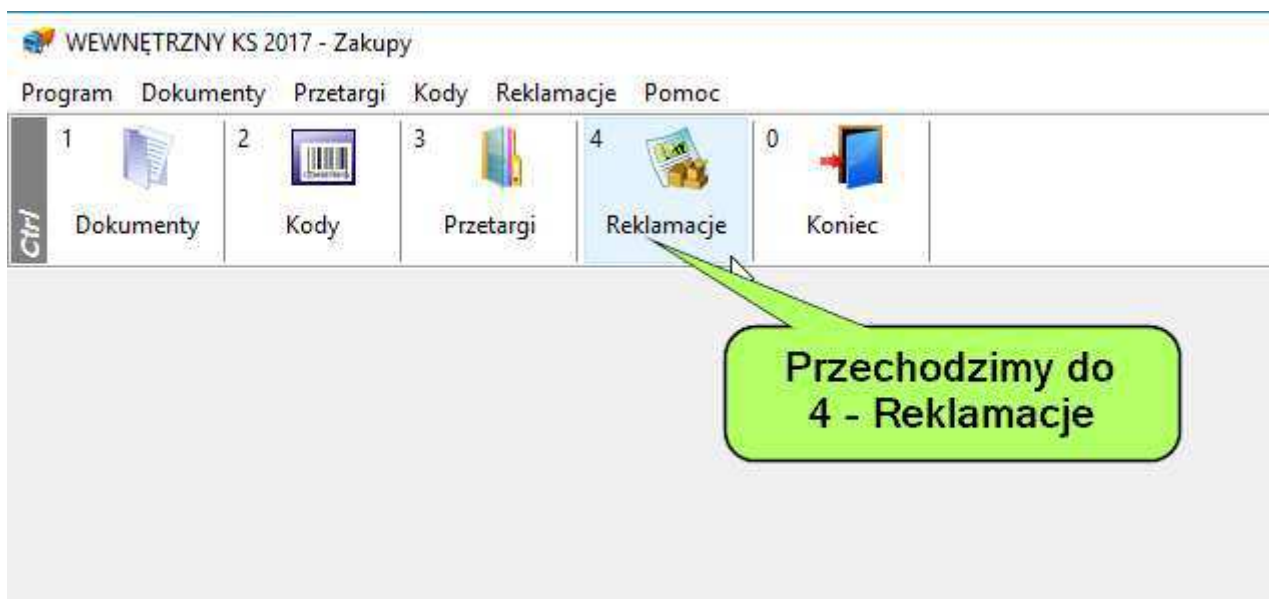 WEWNĘTRZNY KS 2017 - Zakupy
Program Dokumenty Przetargi Kody Reklamacje Pomoc
1 2 3 4 0
Ctrl
Dokumenty Kody Przetargi Reklamacje Koniec
Przechodzimy do
4 - Reklamacje